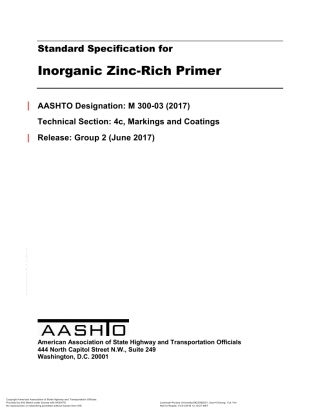 Standard Specification for
Inorganic Zinc-Rich Primer
AASHTO Designation: M 300-03 (2017)
Technical Section: 4c, Markings and Coatings
Release: Group 2 (June 2017)
AASHTO
American Association of State Highway and Transportation Officials
444 North Capitol Street N.W., Suite 249
Washington, D.C. 20001